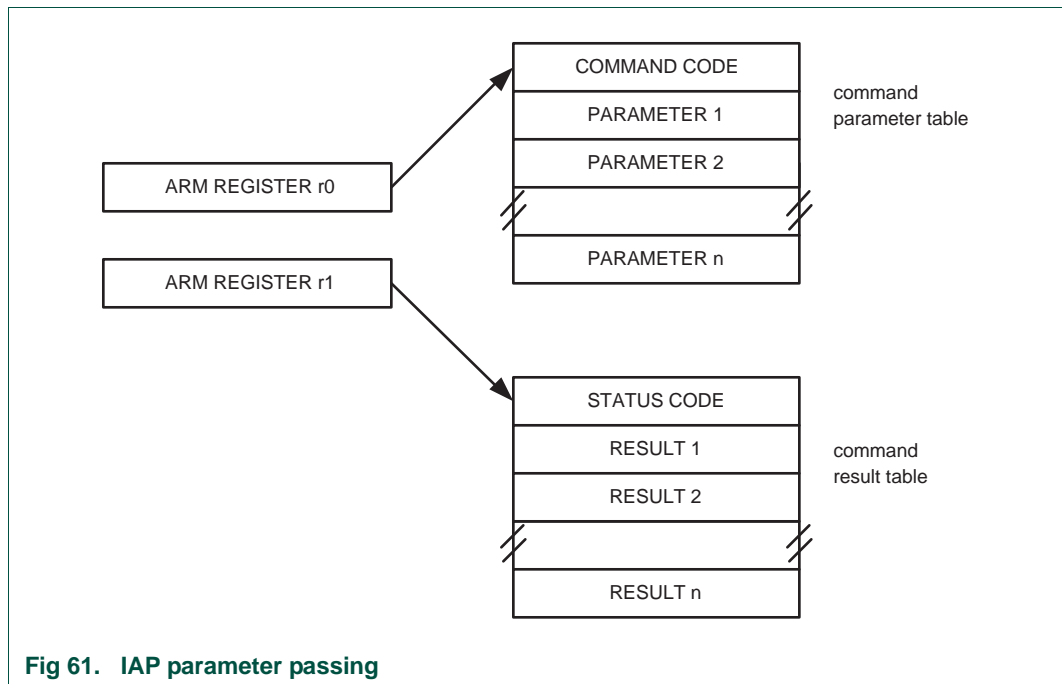 COMMAND CODE
PARAMETER 1
command
parameter table
PARAMETER 2
ARM REGISTER r0
PARAMETER n
ARM REGISTER r1
STATUS CODE
RESULT 1
command
result table
RESULT 2
RESULT n
Fig 61. IAP parameter passing